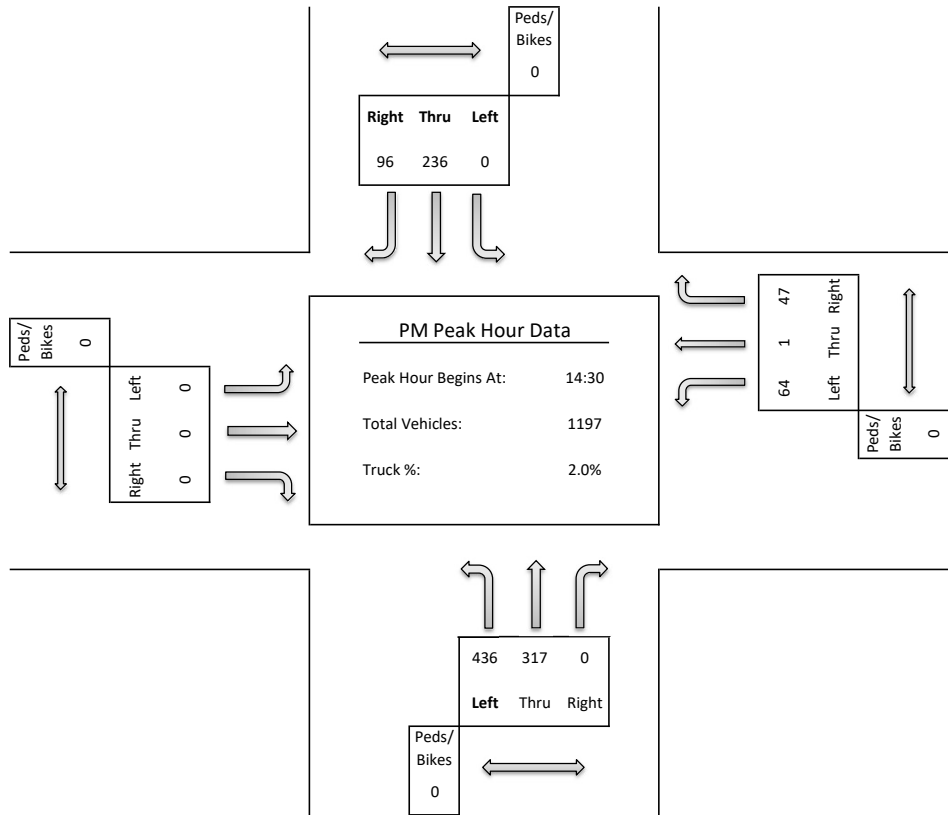 Peds/
Bikes
0
Right Thru Left
96 236 0
47 Right
1 Thru
64 Left
Peds/
Bikes
0
Peds/
Bikes
0
Left 0
Thru 0
Right 0
PM Peak Hour Data
Peak Hour Begins At: 14:30
Total Vehicles: 1197
Truck %: 2.0%
436 317 0
Left Thru Right
Peds/
Bikes
0